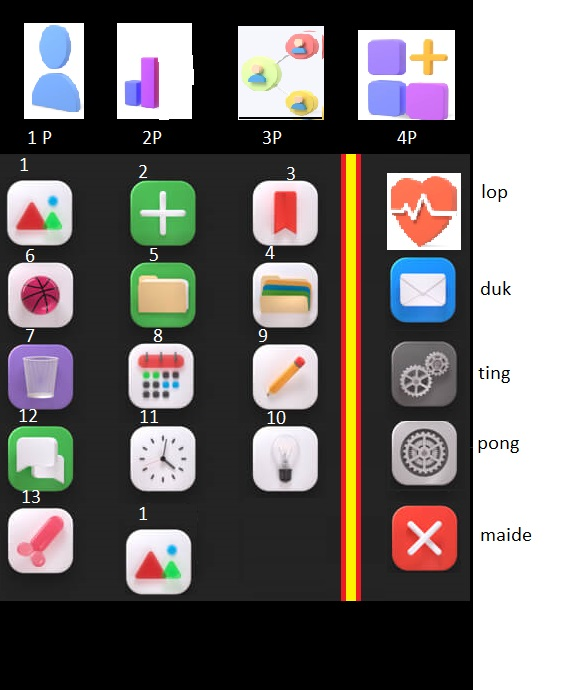 1 P 2P 3P 4P
1 2 3
lop
6 5 4
duk
7 8 9
ting
12 11 10
pong
13 1
maide